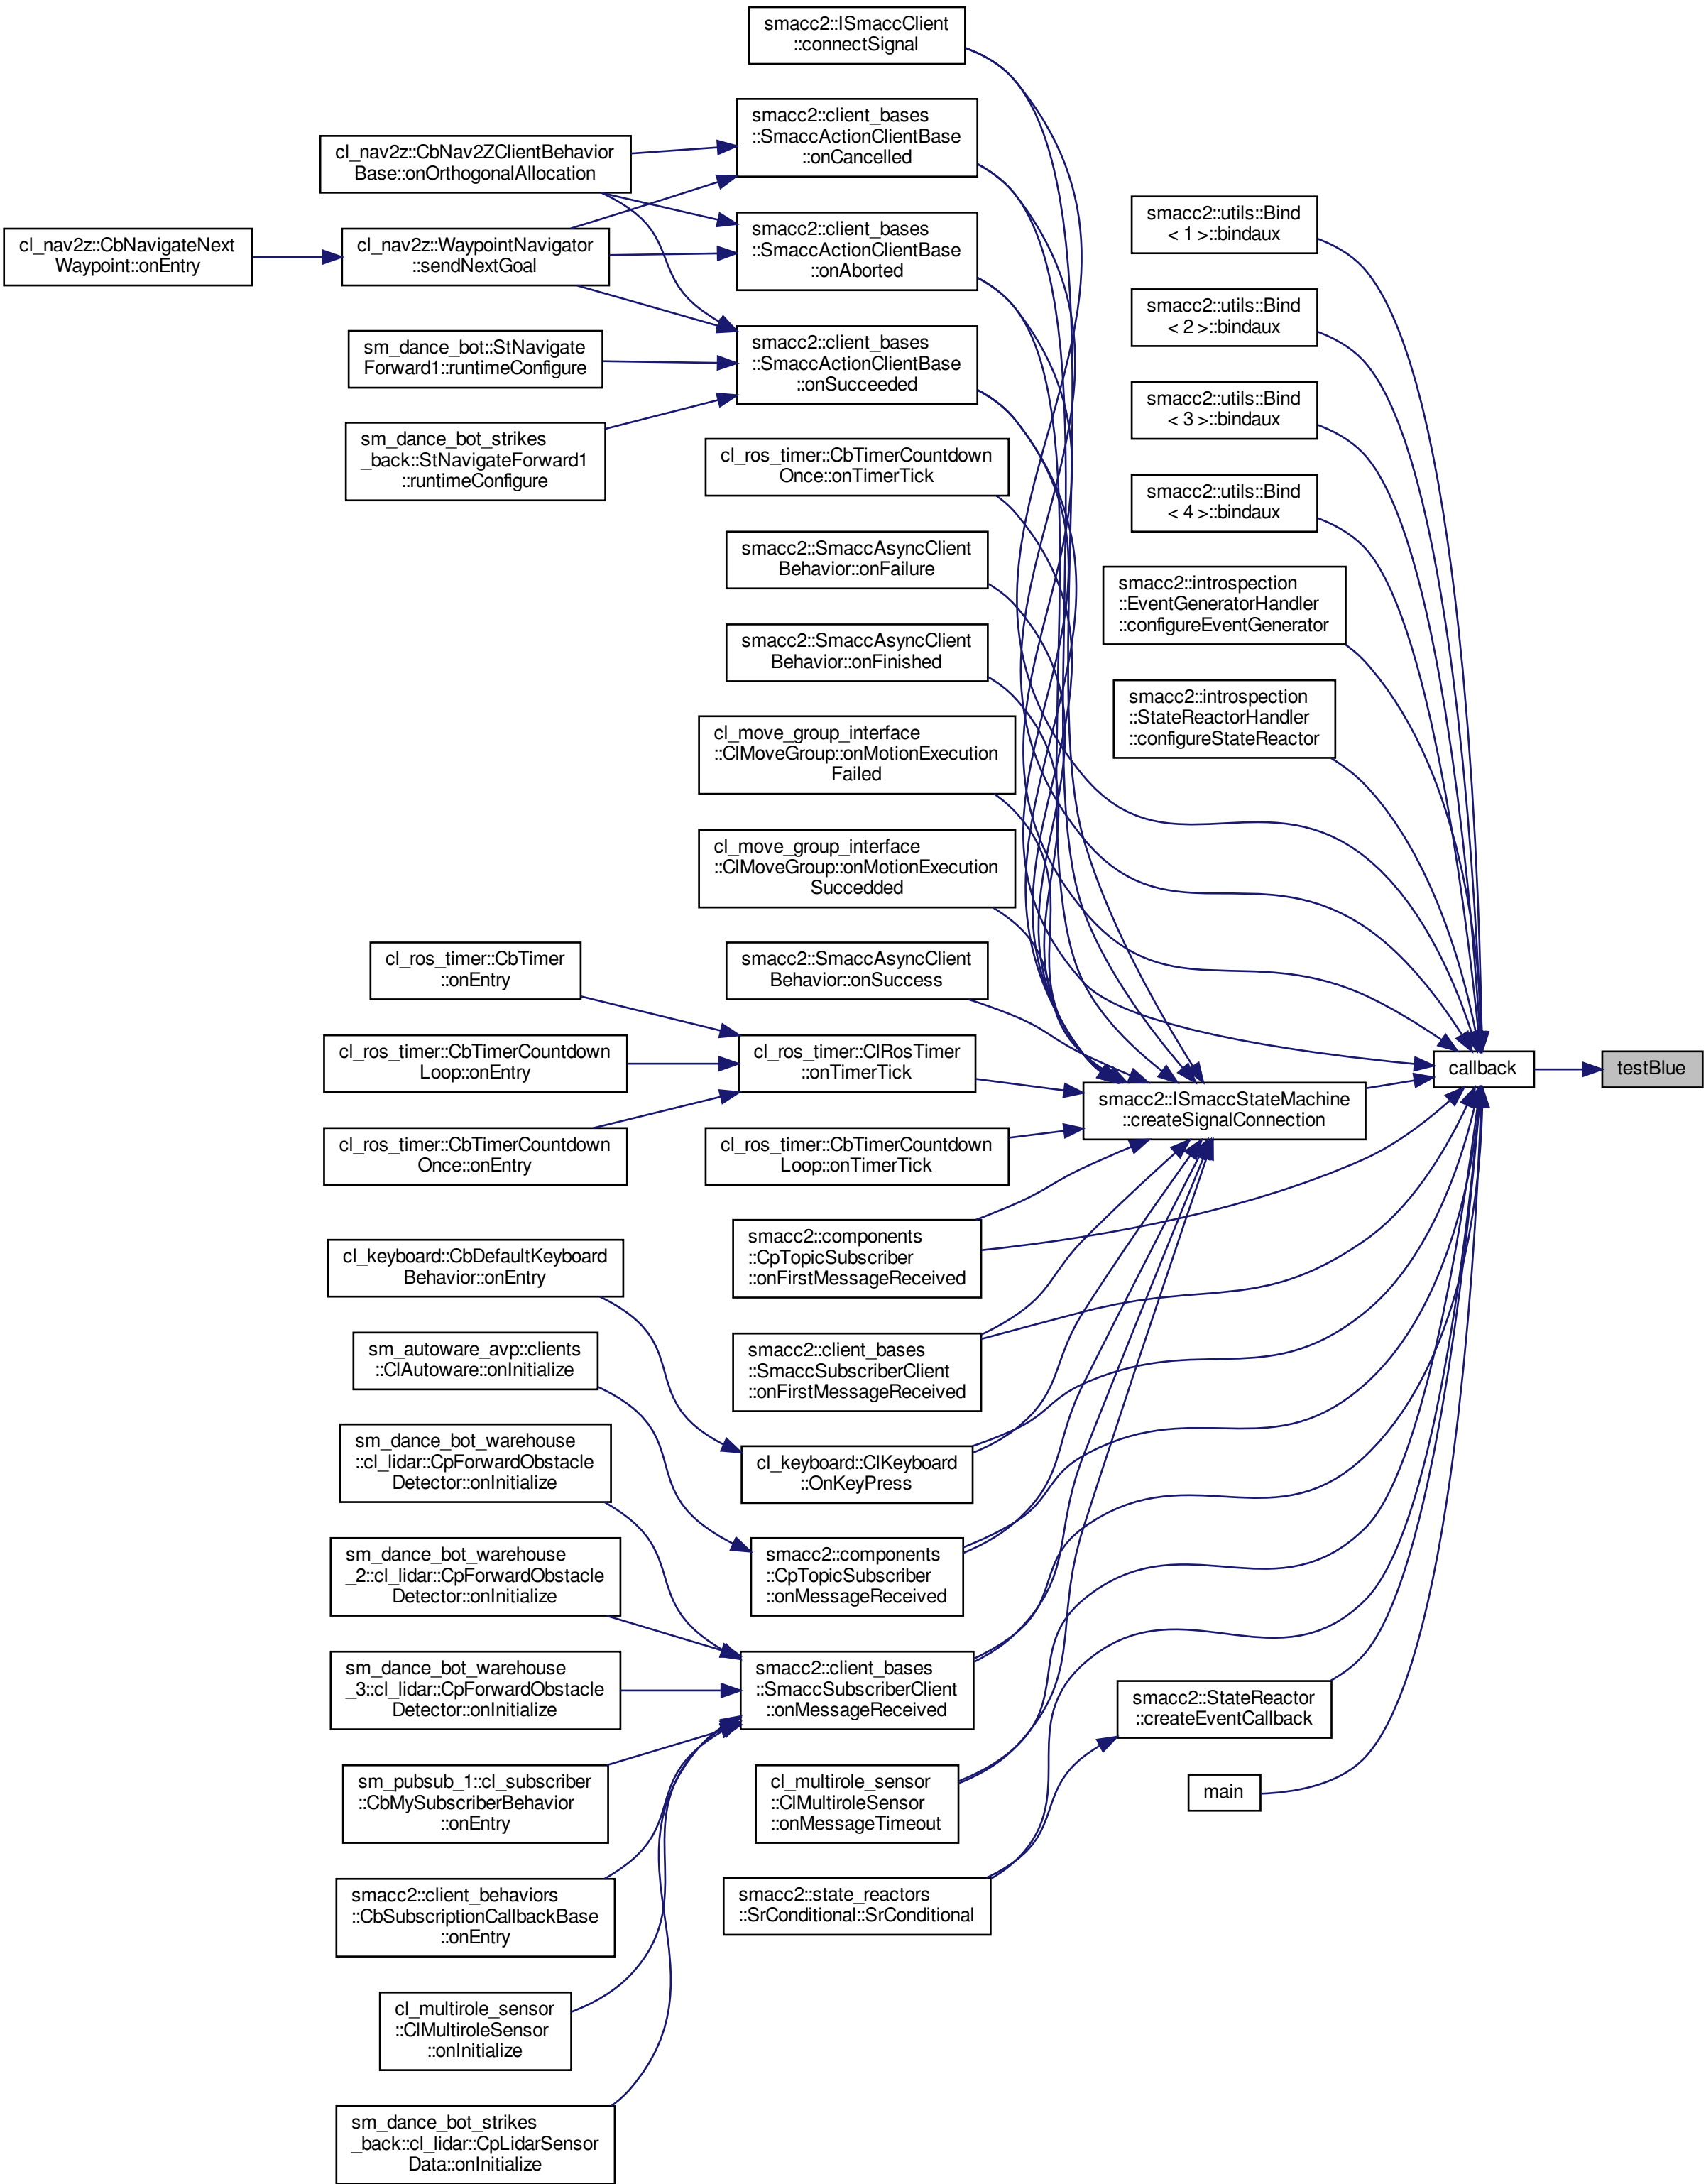 smacc2::ISmaccClient
::connectSignal
smacc2::client_bases
::SmaccActionClientBase
::onCancelled
cl_nav2z::CbNav2ZClientBehavior
Base::onOrthogonalAllocation
smacc2::client_bases
::SmaccActionClientBase
::onAborted
cl_nav2z::CbNavigateNext
Waypoint::onEntry
cl_nav2z::WaypointNavigator
::sendNextGoal
smacc2::client_bases
::SmaccActionClientBase
::onSucceeded
sm_dance_bot::StNavigate
Forward1::runtimeConfigure
sm_dance_bot_strikes
_back::StNavigateForward1
::runtimeConfigure
cl_ros_timer::CbTimerCountdown
Once::onTimerTick
smacc2::SmaccAsyncClient
Behavior::onFailure
smacc2::SmaccAsyncClient
Behavior::onFinished
cl_move_group_interface
::ClMoveGroup::onMotionExecution
Failed
cl_move_group_interface
::ClMoveGroup::onMotionExecution
Succedded
smacc2::SmaccAsyncClient
Behavior::onSuccess
cl_ros_timer::CbTimer
::onEntry
cl_ros_timer::CbTimerCountdown
Loop::onEntry
cl_ros_timer::CbTimerCountdown
Once::onEntry
cl_ros_timer::ClRosTimer
::onTimerTick
cl_ros_timer::CbTimerCountdown
Loop::onTimerTick
smacc2::components
::CpTopicSubscriber
::onFirstMessageReceived
smacc2::client_bases
::SmaccSubscriberClient
::onFirstMessageReceived
cl_keyboard::CbDefaultKeyboard
Behavior::onEntry
sm_autoware_avp::clients
::ClAutoware::onInitialize
cl_keyboard::ClKeyboard
::OnKeyPress
smacc2::components
::CpTopicSubscriber
::onMessageReceived
sm_dance_bot_warehouse
::cl_lidar::CpForwardObstacle
Detector::onInitialize
sm_dance_bot_warehouse
_2::cl_lidar::CpForwardObstacle
Detector::onInitialize
sm_dance_bot_warehouse
_3::cl_lidar::CpForwardObstacle
Detector::onInitialize
smacc2::client_bases
::SmaccSubscriberClient
::onMessageReceived
sm_pubsub_1::cl_subscriber
::CbMySubscriberBehavior
::onEntry
smacc2::client_behaviors
::CbSubscriptionCallbackBase
::onEntry
cl_multirole_sensor
::ClMultiroleSensor
::onInitialize
sm_dance_bot_strikes
_back::cl_lidar::CpLidarSensor
Data::onInitialize
cl_multirole_sensor
::ClMultiroleSensor
::onMessageTimeout
smacc2::state_reactors
::SrConditional::SrConditional
smacc2::utils::Bind
< 1 >::bindaux
smacc2::utils::Bind
< 2 >::bindaux
smacc2::utils::Bind
< 3 >::bindaux
smacc2::utils::Bind
< 4 >::bindaux
smacc2::introspection
::EventGeneratorHandler
::configureEventGenerator
smacc2::introspection
::StateReactorHandler
::configureStateReactor
smacc2::ISmaccStateMachine
::createSignalConnection
smacc2::StateReactor
::createEventCallback
main
callback
testBlue